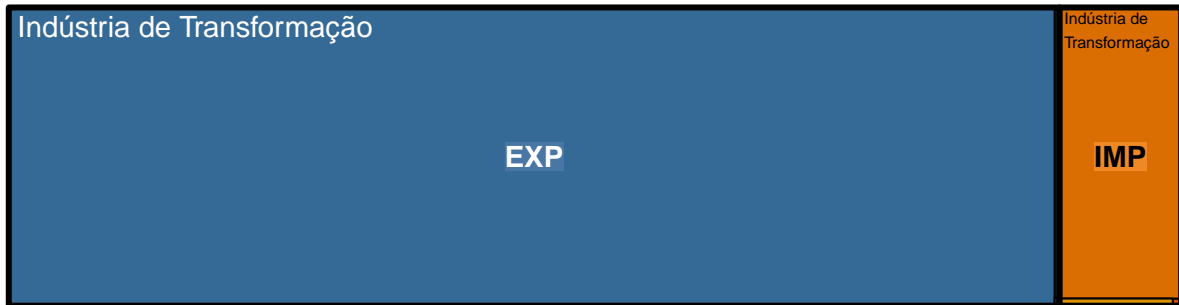 Indústria de Transformação
EXP
Indústria de
Transformação
IMP